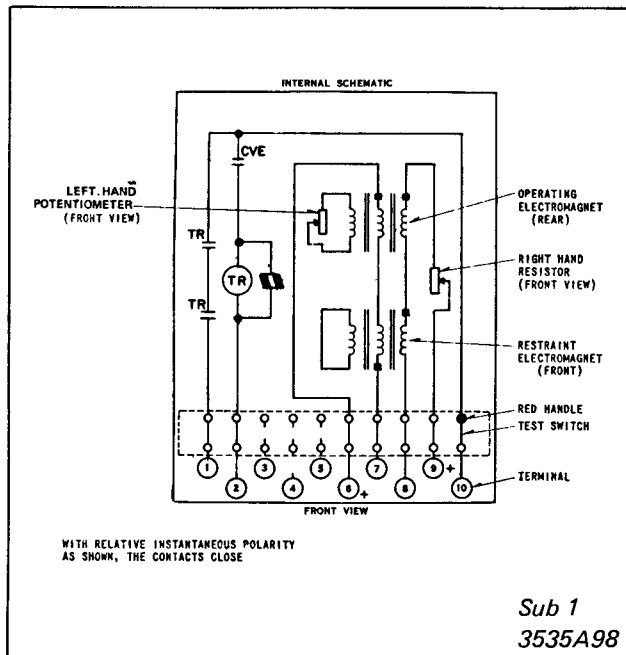 INTERNAL SCHEMATIC
CVE
LEFT.HAND
POTENTIOMETER
(FRONT VIEW)
OPERATING
ELECTROMAGNET
(REAR)
TR
TR
RIGHT HAND
RESISTOR
(FRONT VIEW)
TR
RESTRAINT
ELECTROMAGNET
(FRONT)
RED HANDLE
TEST SWITCH
1 3 5 7 9 +
2 4 6 + 8 10
TERMINAL
FRONT VIEW
WITH RELATIVE INSTANTANEOUS POLARITY
AS SHOWN, THE CONTACTS CLOSE
Sub 1
3535A98